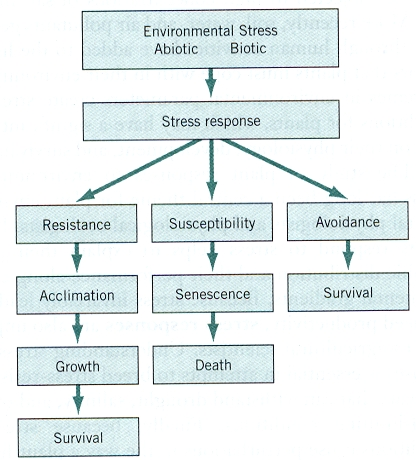 Environmental Stress
Abiotic Biotic
Stress response
Resistance Susceptibility Avoidance
Acclimation Senescence Survival
Growth Death
Survival